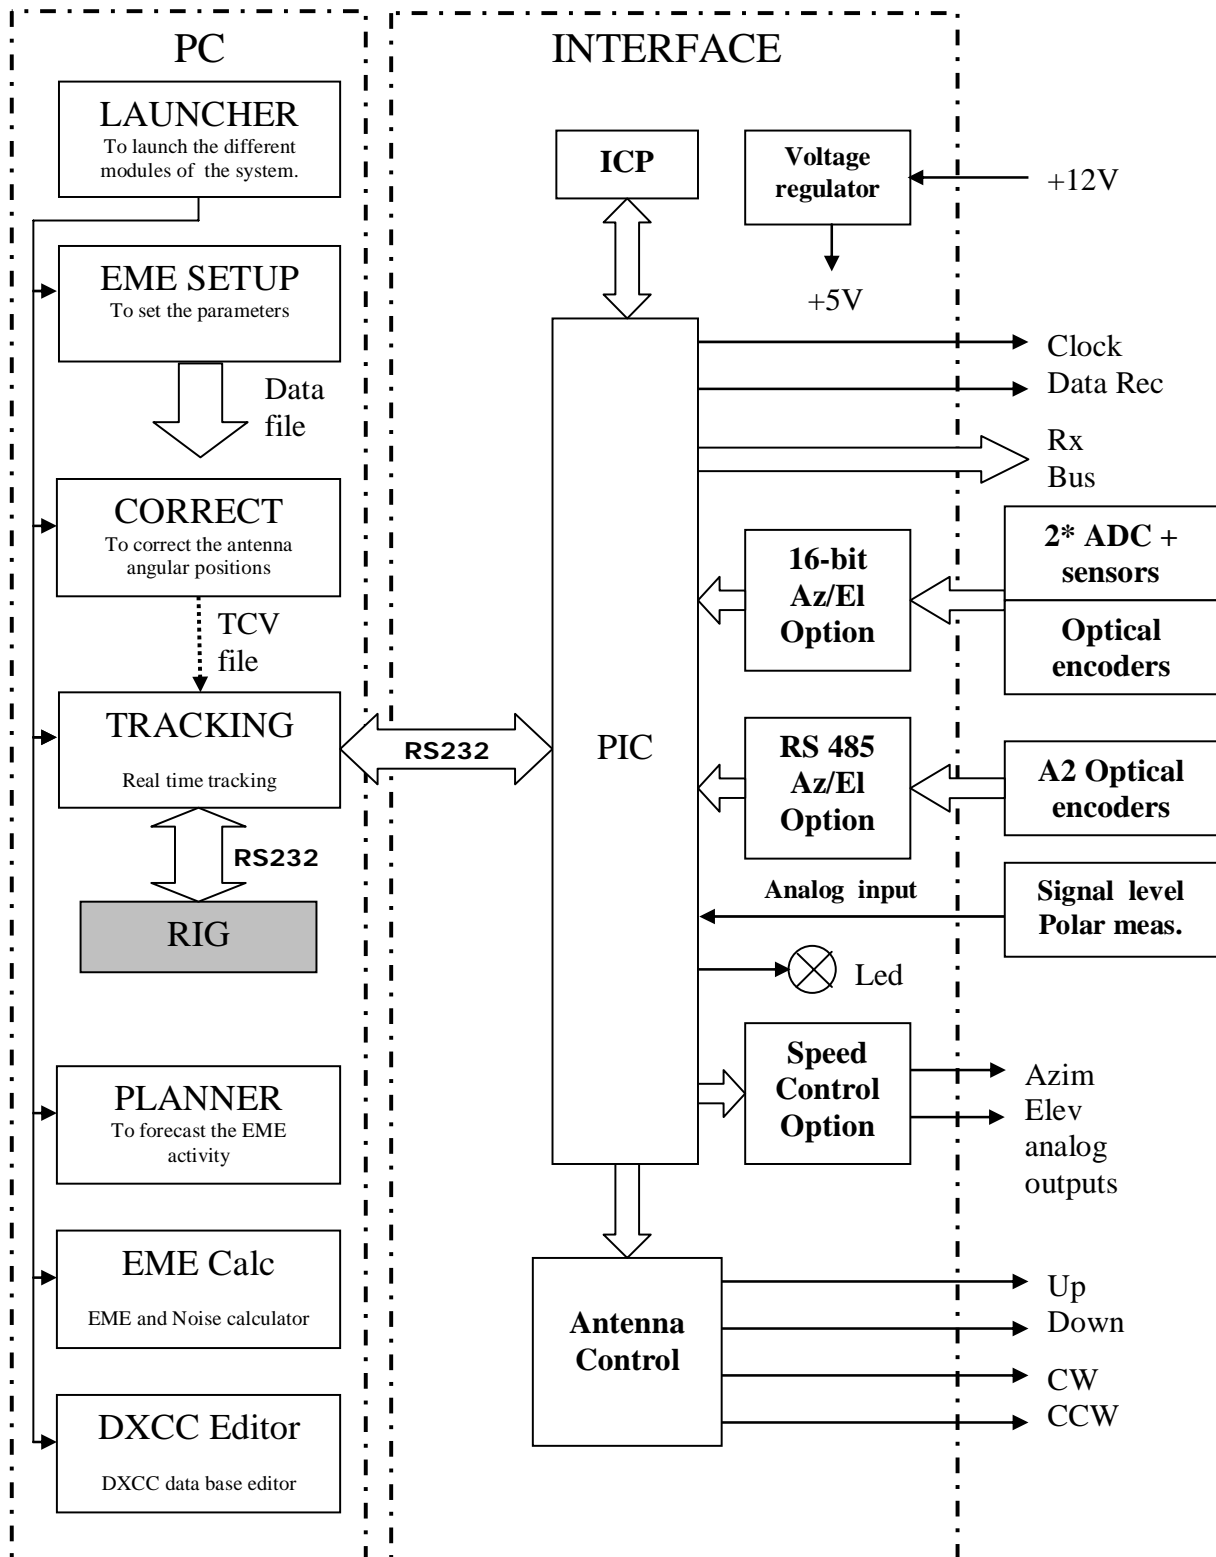 PC
LAUNCHER
To launch the different
modules of the system.
EME SETUP
To set the parameters
Data
file
CORRECT
To correct the antenna
angular positions
TCV
file
TRACKING
Real time tracking
RS232
RIG
PLANNER
To forecast the EME
activity
EME Calc
EME and Noise calculator
DXCC Editor
DXCC data base editor
RS232
INTERFACE
ICP
Voltage
regulator
+12V
+5V
PIC
Clock
Data Rec
Rx
Bus
16-bit
Az/El
Option
2* ADC +
sensors
Optical
encoders
RS 485
Az/El
Option
A2 Optical
encoders
Analog input
Signal level
Polar meas.
Led
Speed
Control
Option
Azim
Elev
analog
outputs
Antenna
Control
Up
Down
CW
CCW